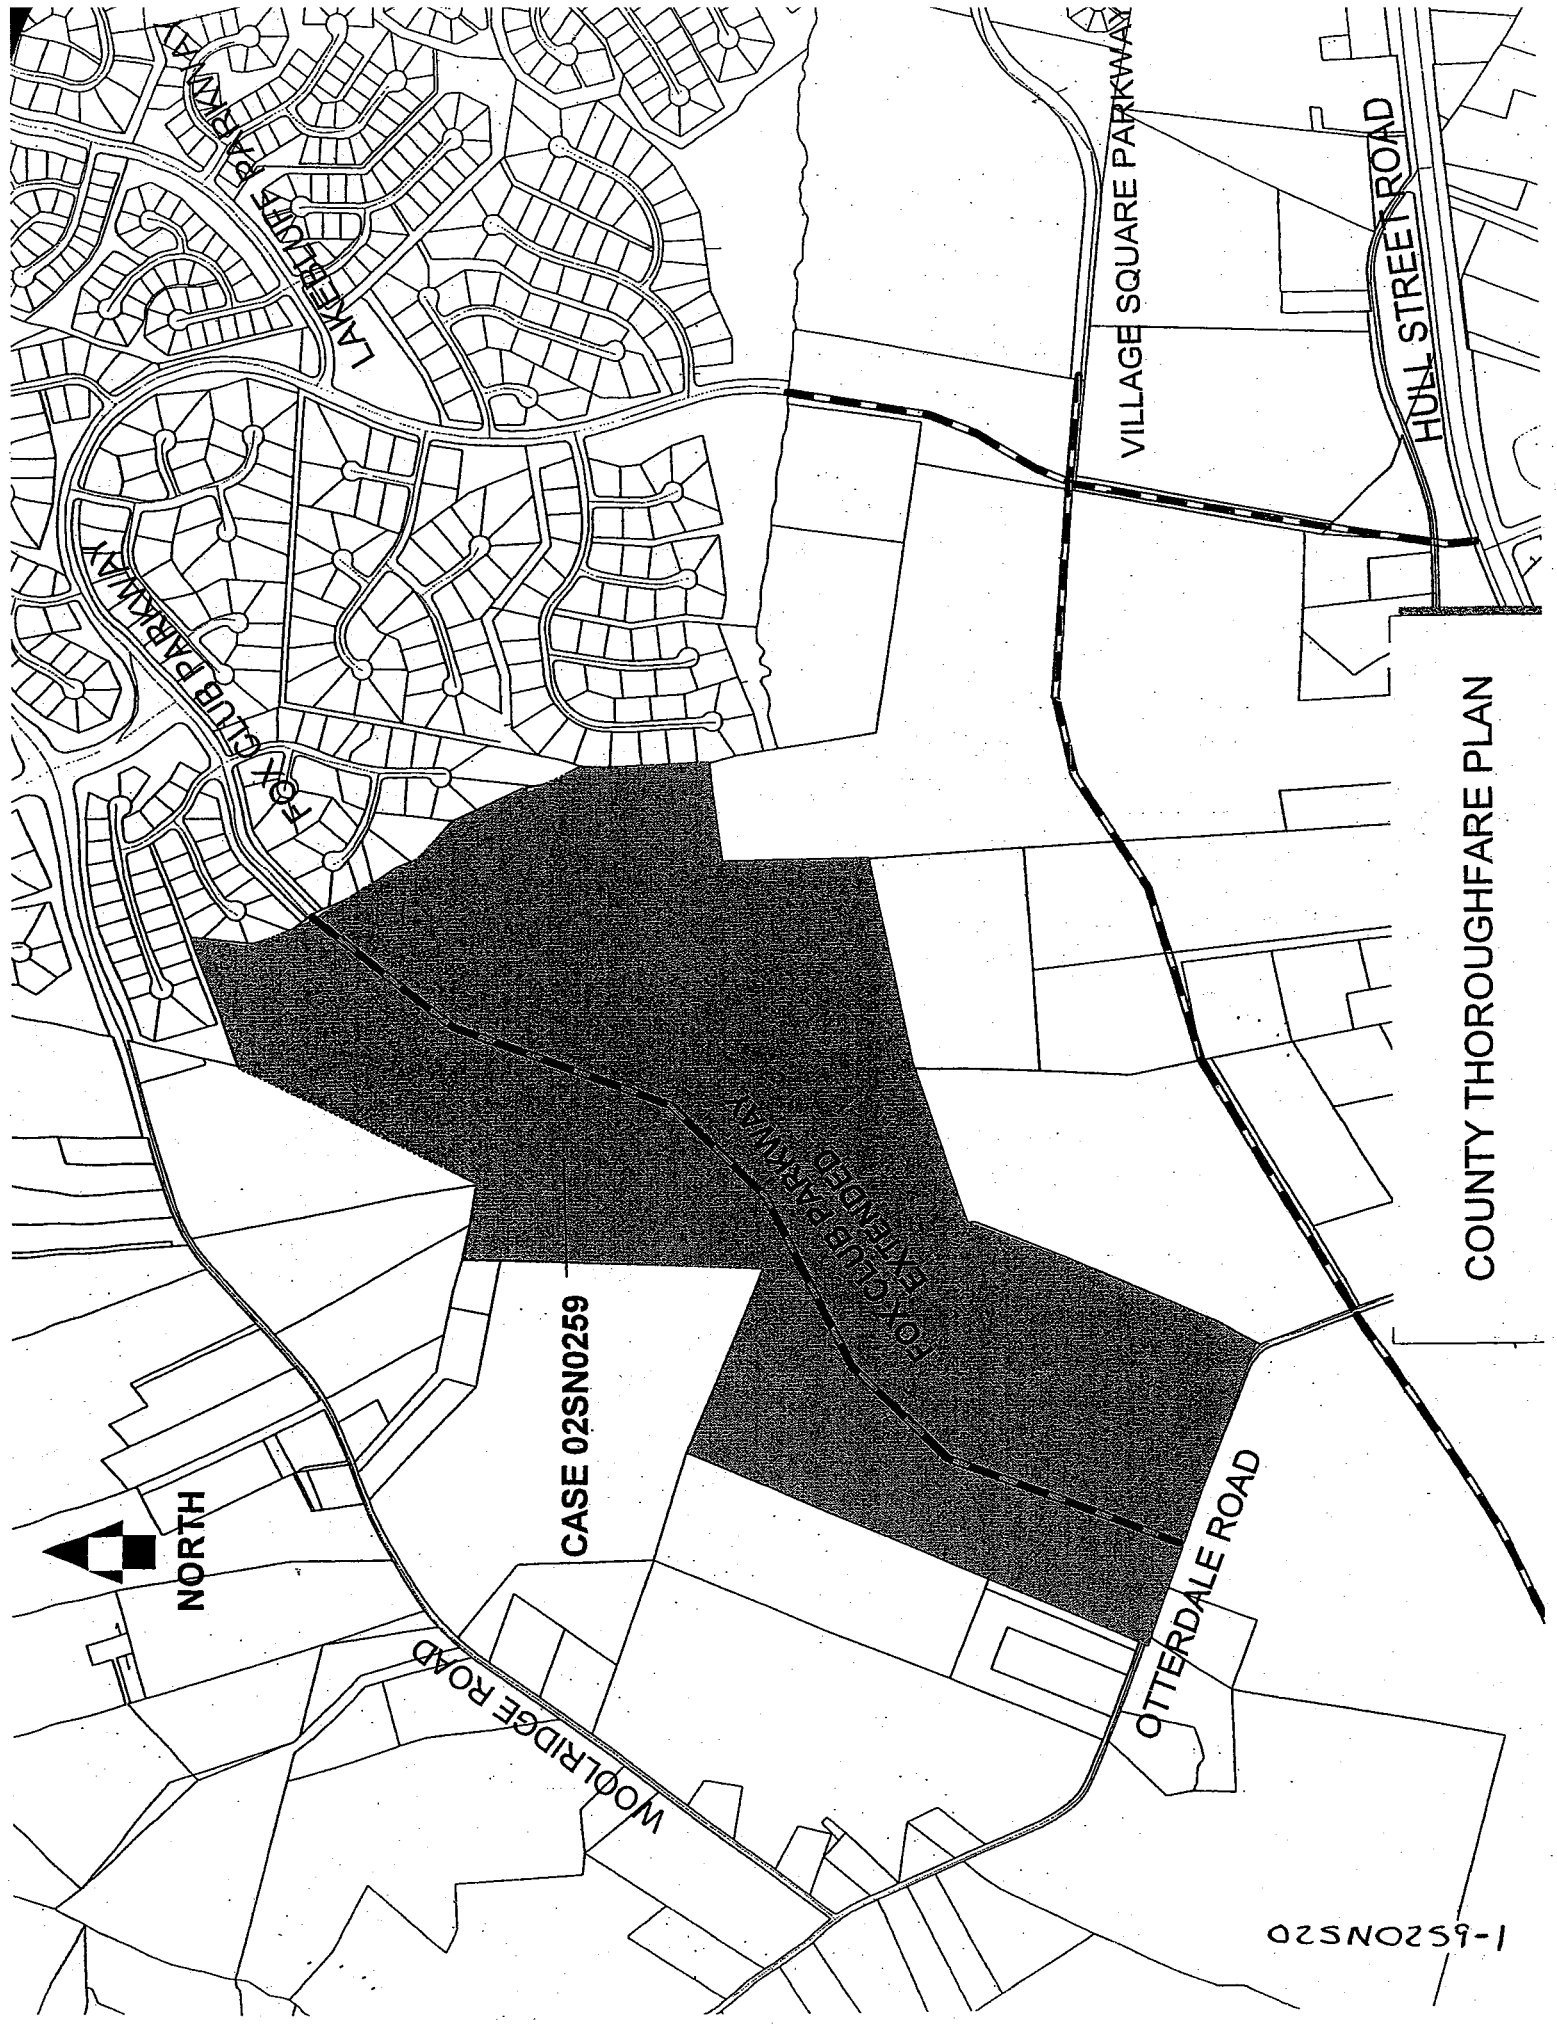 LAKEBLUFF PARKWAY
FOX CLUB PARKWAY
VILLAGE SQUARE PARKWAY
HULL STREET ROAD
FOX CLUB PARKWAY
EXTENDED
CASE 02SN0259
NORTH
WOOLRIDGE ROAD
OTTERDALE ROAD
COUNTY THOROUGHFARE PLAN
02SN0259-1